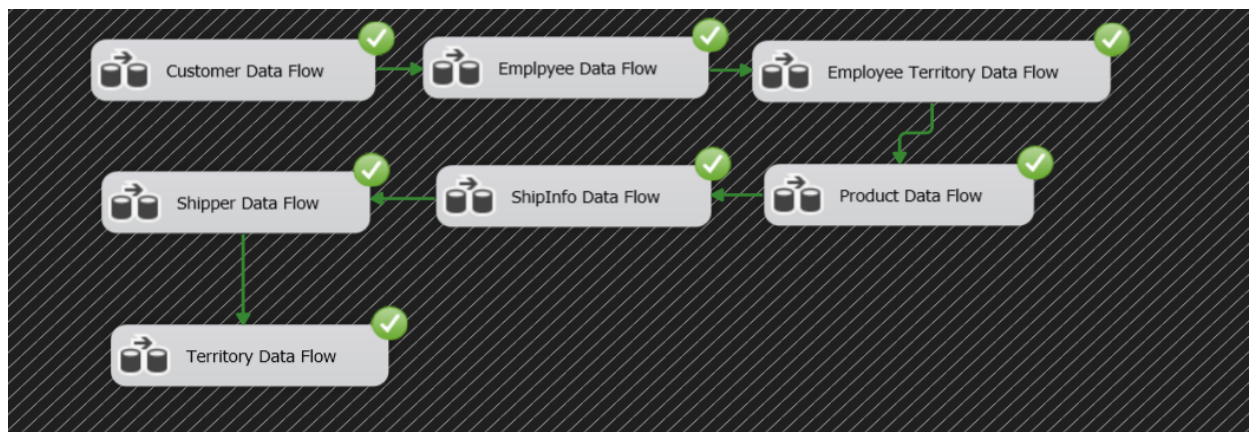 Customer Data Flow
Emplpyee Data Flow
Employee Territory Data Flow
Shipper Data Flow
ShipInfo Data Flow
Product Data Flow
Territory Data Flow